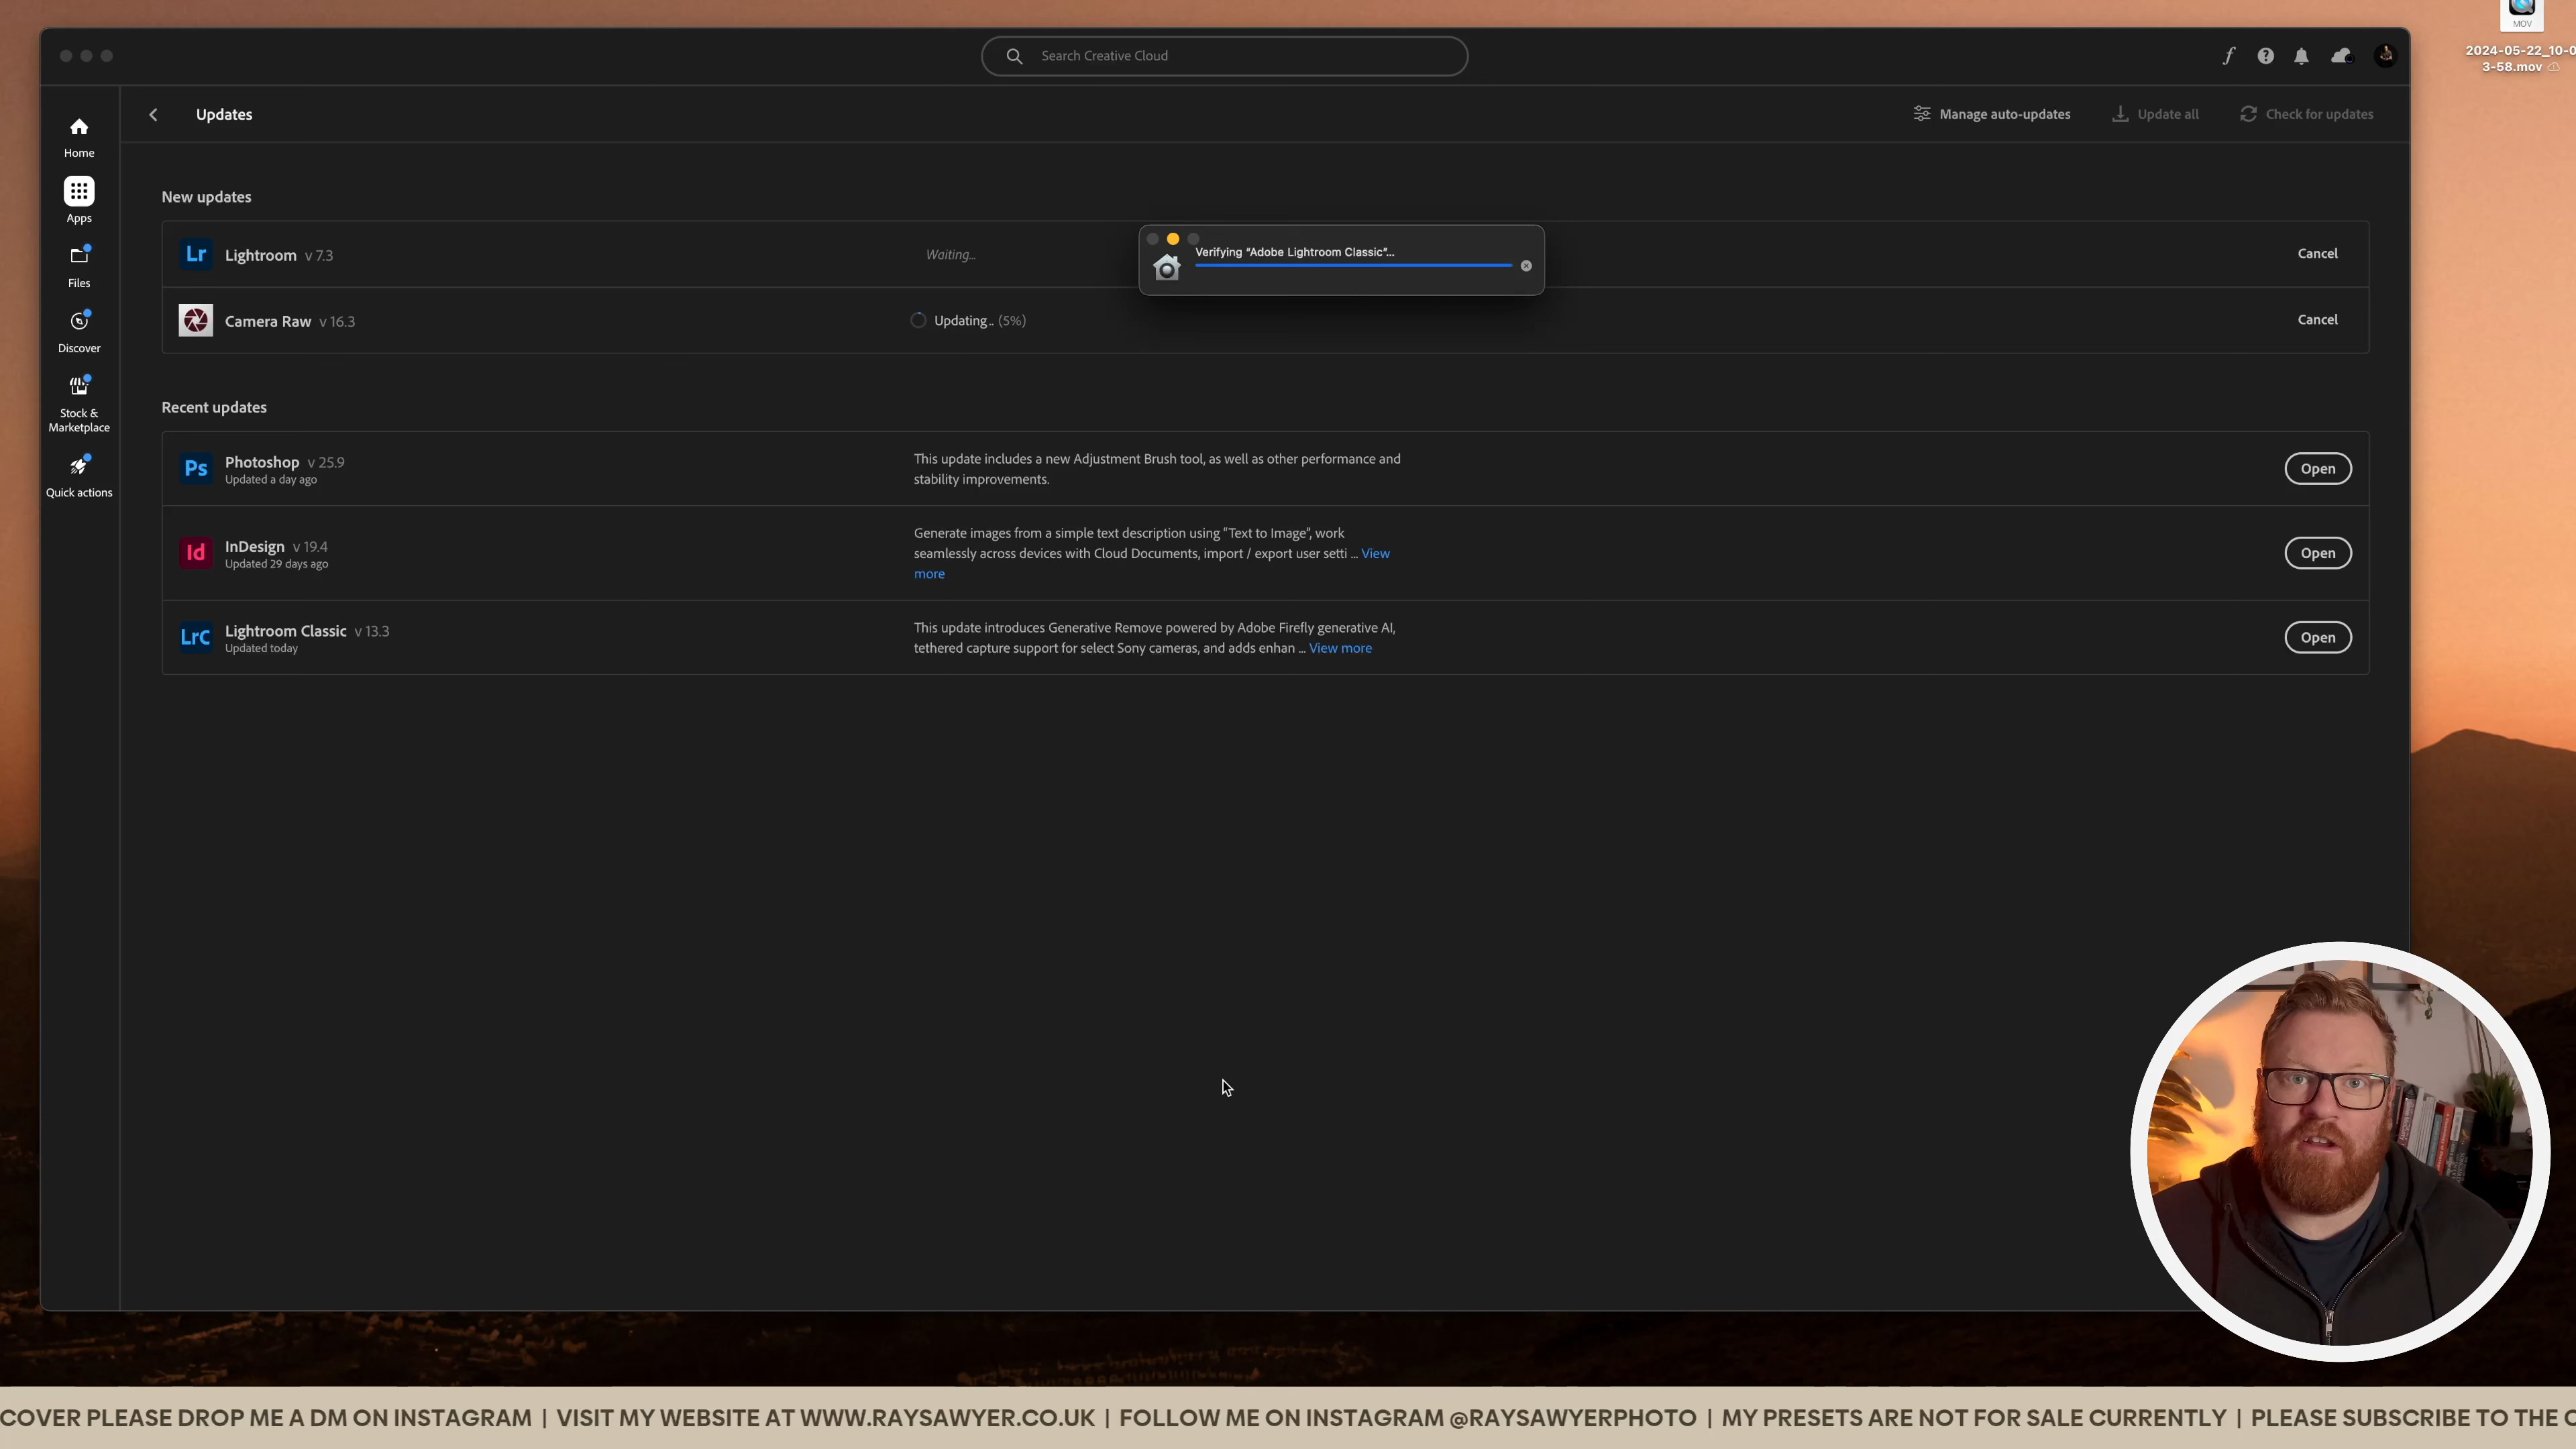 MOV
2024-05-22_10-0
3-58.mov
Search Creative Cloud
Updates
Manage auto-updates
Update all
Check for updates
Home
Apps
Files
Discover
Stock &
Marketplace
Quick actions
New updates
Lr
Lightroom v 7.3
Waiting...
Cancel
Verifying “Adobe Lightroom Classic”...
Camera Raw v 16.3
Updating.. (5%)
Cancel
Recent updates
Ps
Photoshop v 25.9
Updated a day ago
This update includes a new Adjustment Brush tool, as well as other performance and
stability improvements.
Open
Id
InDesign v 19.4
Updated 29 days ago
Generate images from a simple text description using “Text to Image”, work
seamlessly across devices with Cloud Documents, import / export user setti ... View
more
Open
LrC
Lightroom Classic v 13.3
Updated today
This update introduces Generative Remove powered by Adobe Firefly generative AI,
tethered capture support for select Sony cameras, and adds enhan ... View more
Open
COVER PLEASE DROP ME A DM ON INSTAGRAM | VISIT MY WEBSITE AT WWW.RAYSAWYER.CO.UK | FOLLOW ME ON INSTAGRAM @RAYSAWYERPHOTO | MY PRESETS ARE NOT FOR SALE CURRENTLY | PLEASE SUBSCRIBE TO THE C